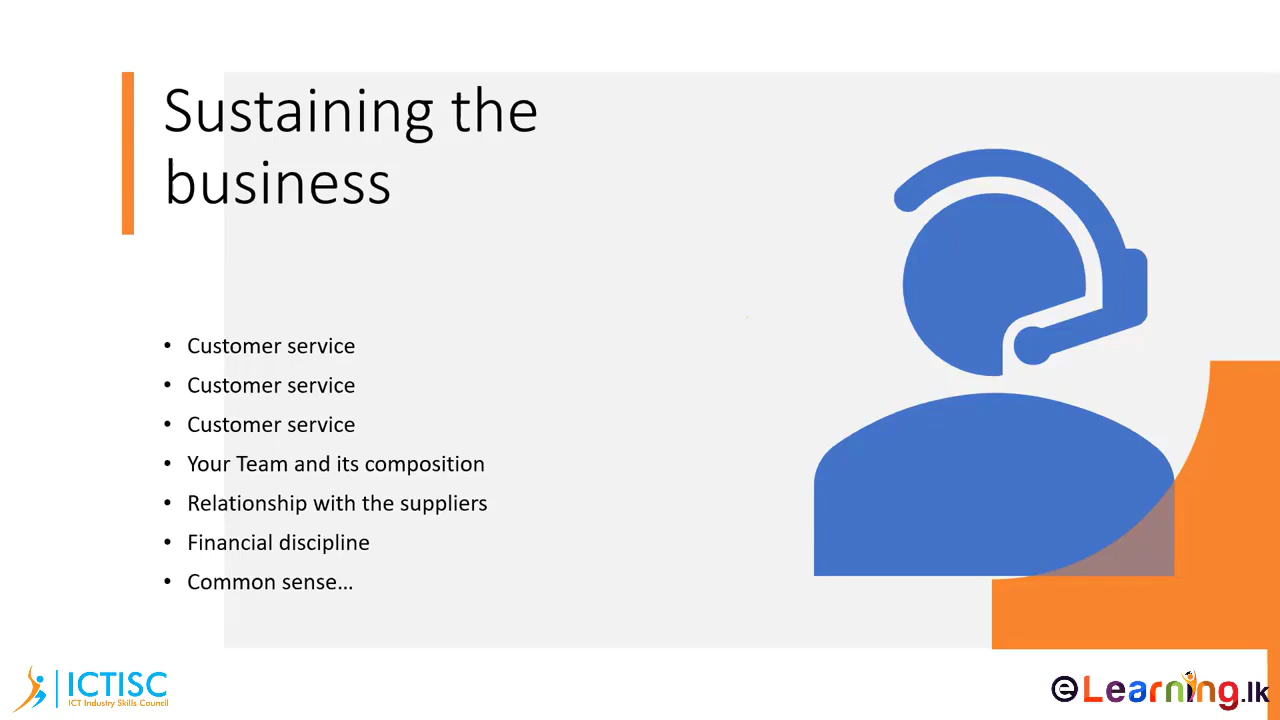 Sustaining the
business
• Customer service
• Customer service
• Customer service
• Your Team and its composition
• Relationship with the suppliers
• Financial discipline
• Common sense...
ICTISC
ICT Industry Skills Council
eLearning.lk